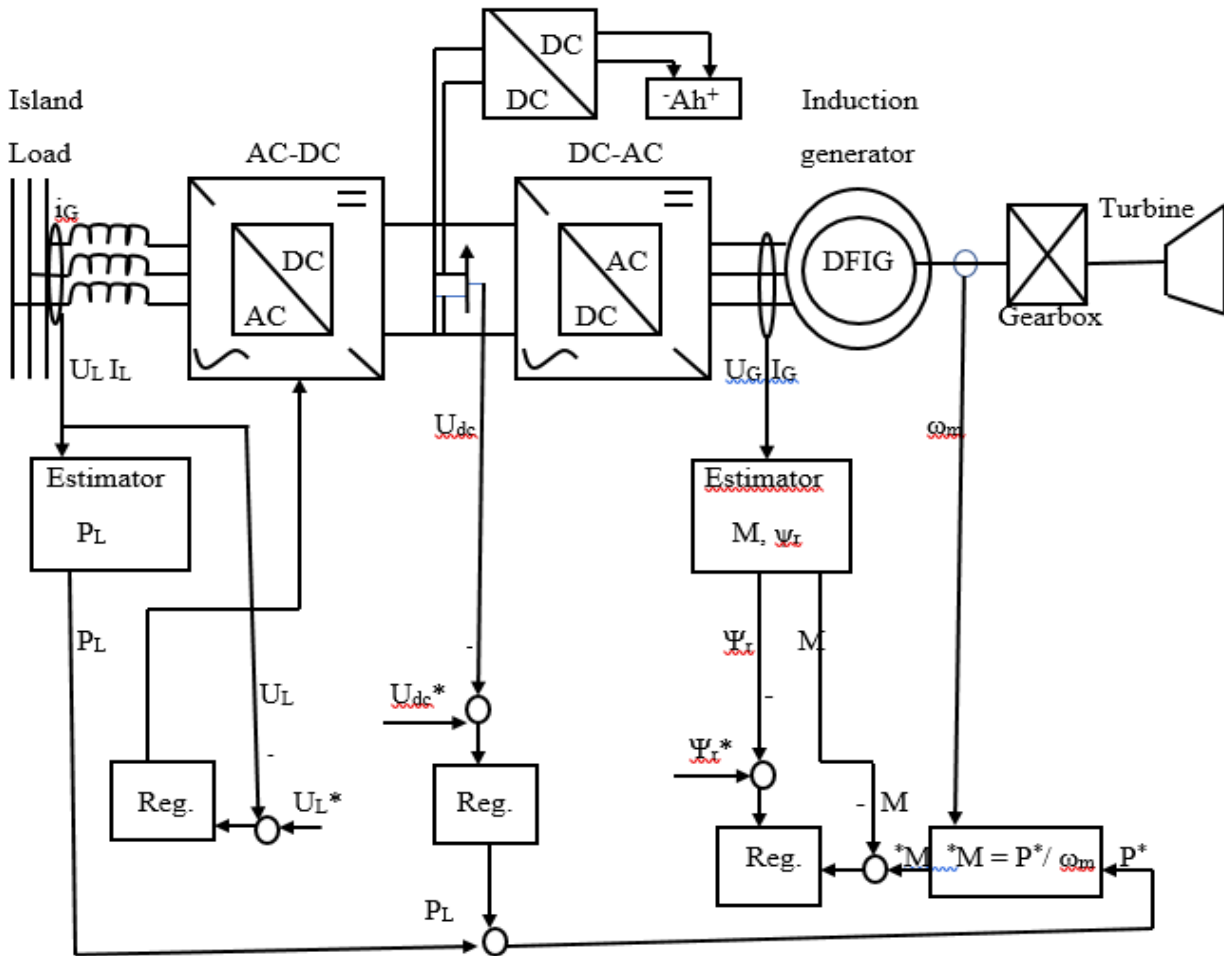 DC
DC
-Ah+
Island
Load
AC-DC
DC-AC
Induction
generator
iG
DC
AC
AC
DC
DFIG
Turbine
Gearbox
UL IL
Udc
UG IG
ωm
Estimator
PL
Estimator
M, ψr
PL
UL
-
Udc*
-
Ψr
M
-
Ψr*
Reg.
-
UL*
Reg.
Reg.
- M
*M
*M = P*/ ωm
P*
PL